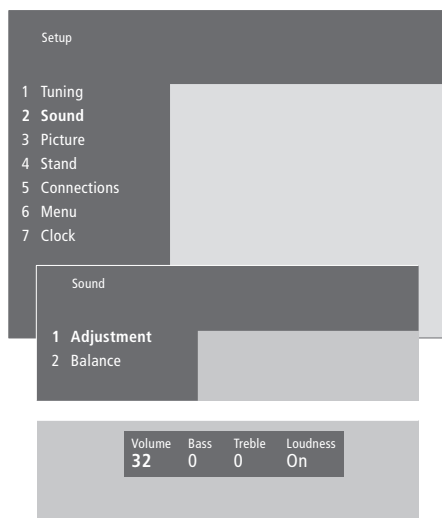 Setup
1 Tuning
2 Sound
3 Picture
4 Stand
5 Connections
6 Menu
7 Clock
Sound
1 Adjustment
2 Balance
Volume Bass Treble Loudness
32 0 0 On